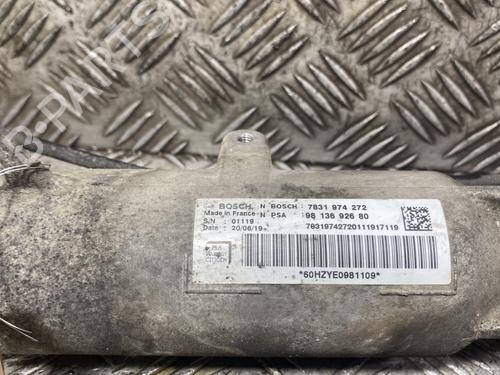 BOSCH N BOSCH : 7831 974 272
Made in France N PSA : 98 136 926 80
S/N : 01119
Date : 20/06/19 78319742720111917119
CITROËN
*60HZYE0981109*